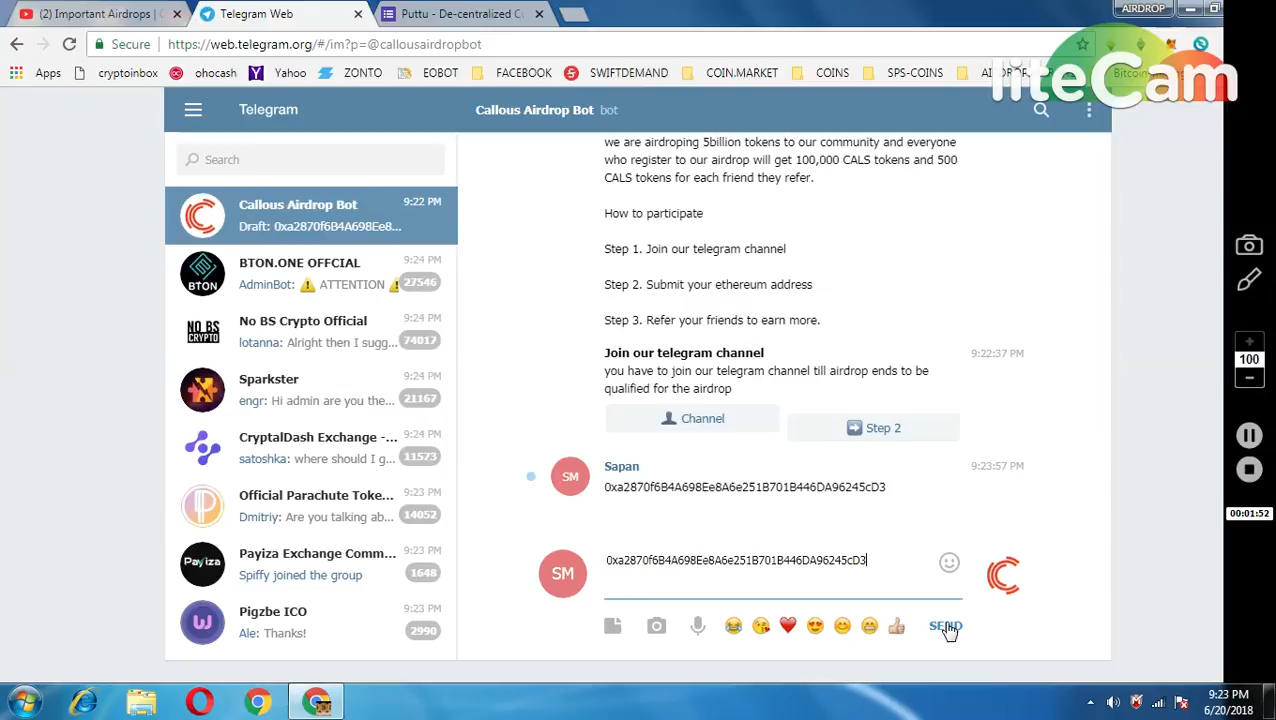 (2) Important Airdrops | C
Telegram Web
Puttu - De-centralized C
AIRDROP
Secure
https://web.telegram.org/#/im?p=@callousairdropbot
Apps
cryptoinbox
ohocash
Yahoo
ZONTO
EOBOT
FACEBOOK
SWIFTDEMAND
COIN.MARKET
COINS
SPS-COINS
liteCam
Telegram
Callous Airdrop Bot bot
Search
Callous Airdrop Bot
9:22 PM
Draft: 0xa2870f6B4A698Ee8...
BTON.ONE OFFCIAL
9:24 PM
AdminBot: ⚠️ ATTENTION ⚠️
27546
BTON
No BS Crypto Official
9:24 PM
lotanna: Alright then I sugg...
74017
NO BS
CRYPTO
Sparkster
9:24 PM
engr: Hi admin are you the...
21167
CryptalDash Exchange -...
9:24 PM
satoshka: where should I g...
11573
Official Parachute Toke...
9:23 PM
Dmitriy: Are you talking ab...
14052
Payiza Exchange Comm...
9:23 PM
Spiffy joined the group
1648
Payiza
Pigzbe ICO
9:23 PM
Ale: Thanks!
2990
we are airdroping 5billion tokens to our community and everyone
who register to our airdrop will get 100,000 CALS tokens and 500
CALS tokens for each friend they refer.
How to participate
Step 1. Join our telegram channel
Step 2. Submit your ethereum address
Step 3. Refer your friends to earn more.
Join our telegram channel
9:22:37 PM
you have to join our telegram channel till airdrop ends to be
qualified for the airdrop
Channel
➡️ Step 2
SM
Sapan
9:23:57 PM
0xa2870f6B4A698Ee8A6e251B701B446DA96245cD3
SM
0xa2870f6B4A698Ee8A6e251B701B446DA96245cD3
SEND
100
00:01:52
9:23 PM
6/20/2018